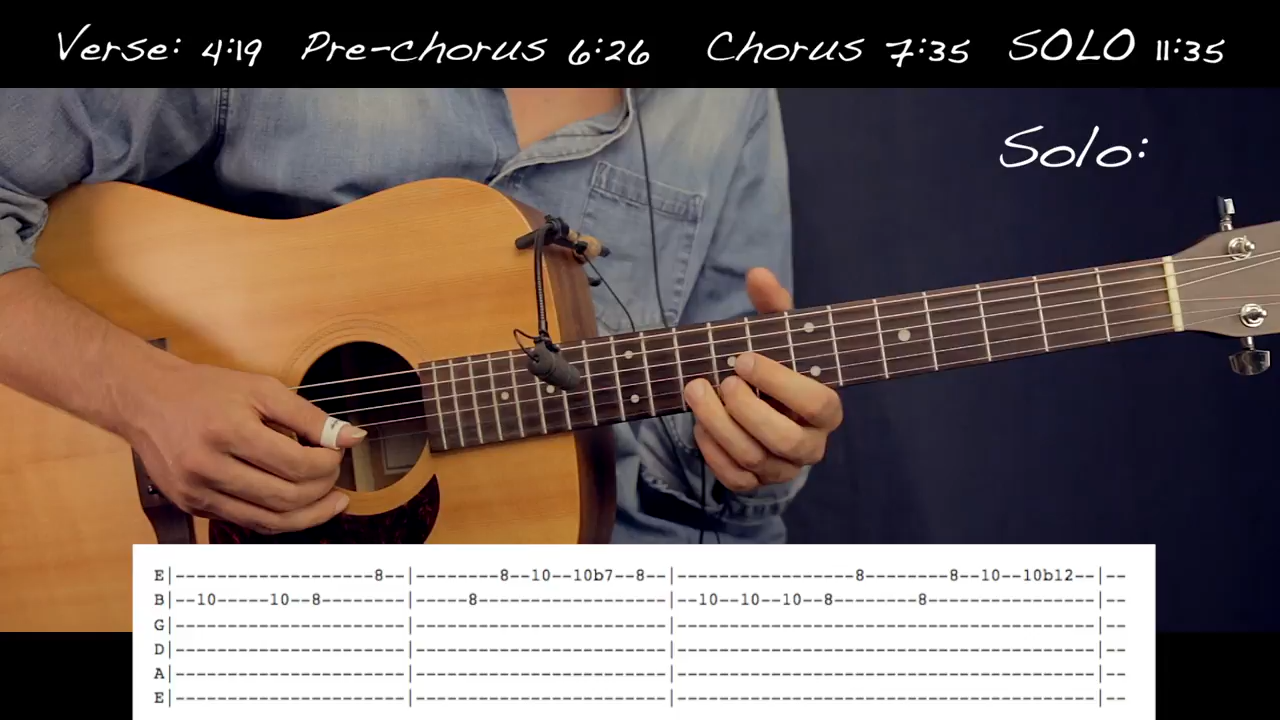 Verse: 4:19 Pre-chorus 6:26 Chorus 7:35 SOLO 11:35
Solo:
E|-------------------8--|--------8--10--10b7--8--|-----------------8--------8--10--10b12--|--
B|--10-----10--8--------|-----8------------------|--10--10--10--8--------8----------------|--
G|----------------------|------------------------|----------------------------------------|--
D|----------------------|------------------------|----------------------------------------|--
A|----------------------|------------------------|----------------------------------------|--
E|----------------------|------------------------|----------------------------------------|--